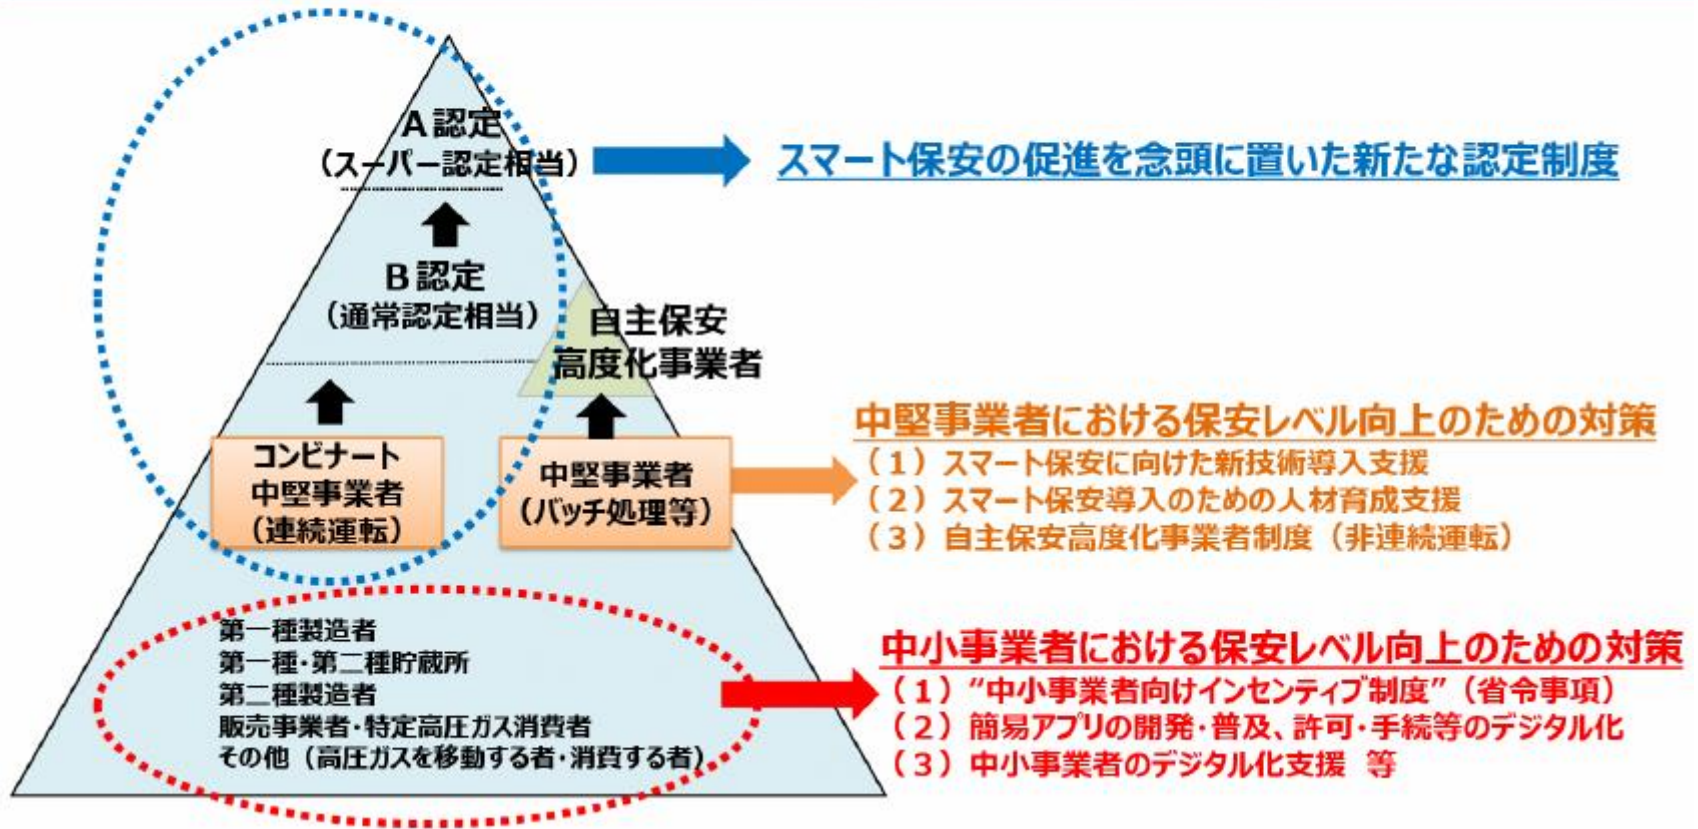 A認定
（スーパー認定相当）
スマート保安の促進を念頭に置いた新たな認定制度
B認定
（通常認定相当）
自主保安
高度化事業者
コンビナート
中堅事業者
（連続運転）
中堅事業者
（バッチ処理等）
中堅事業者における保安レベル向上のための対策
（１）スマート保安に向けた新技術導入支援
（２）スマート保安導入のための人材育成支援
（３）自主保安高度化事業者制度（非連続運転）
第一種製造者
第一種・第二種貯蔵所
第二種製造者
販売事業者・特定高圧ガス消費者
その他（高圧ガスを移動する者・消費する者）
中小事業者における保安レベル向上のための対策
（１）“中小事業者向けインセンティブ制度”（省令事項）
（２）簡易アプリの開発・普及、許可・手続等のデジタル化
（３）中小事業者のデジタル化支援 等